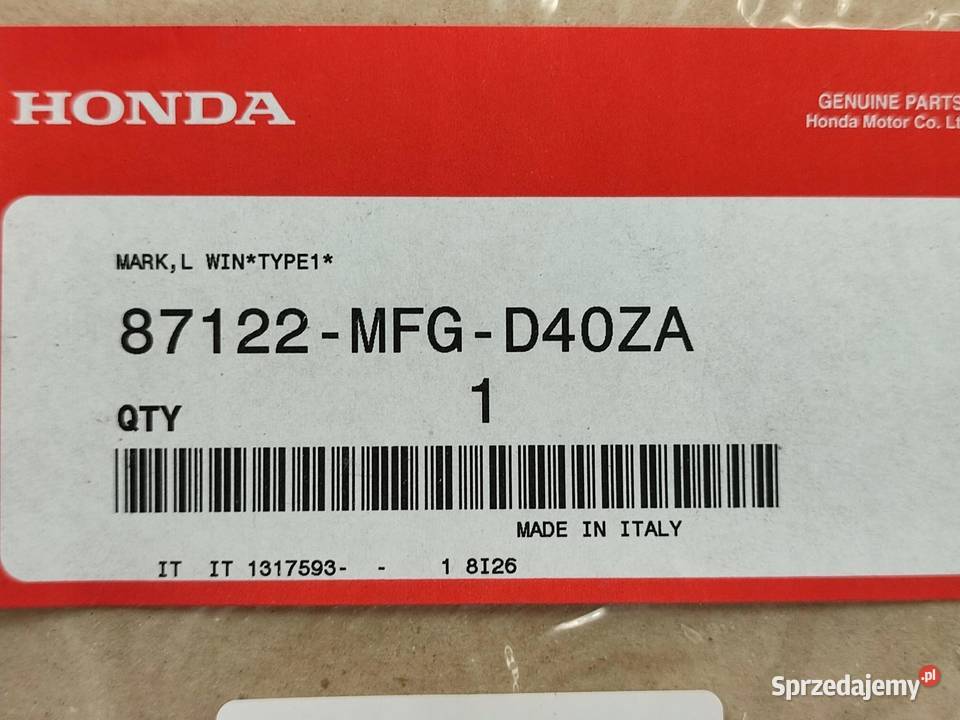 HONDA
GENUINE PARTS
Honda Motor Co. Lt
MARK,L WIN*TYPE1*
87122-MFG-D40ZA
QTY 1
MADE IN ITALY
IT IT 1317593- - 1 8I26
Sprzedajemy.pl